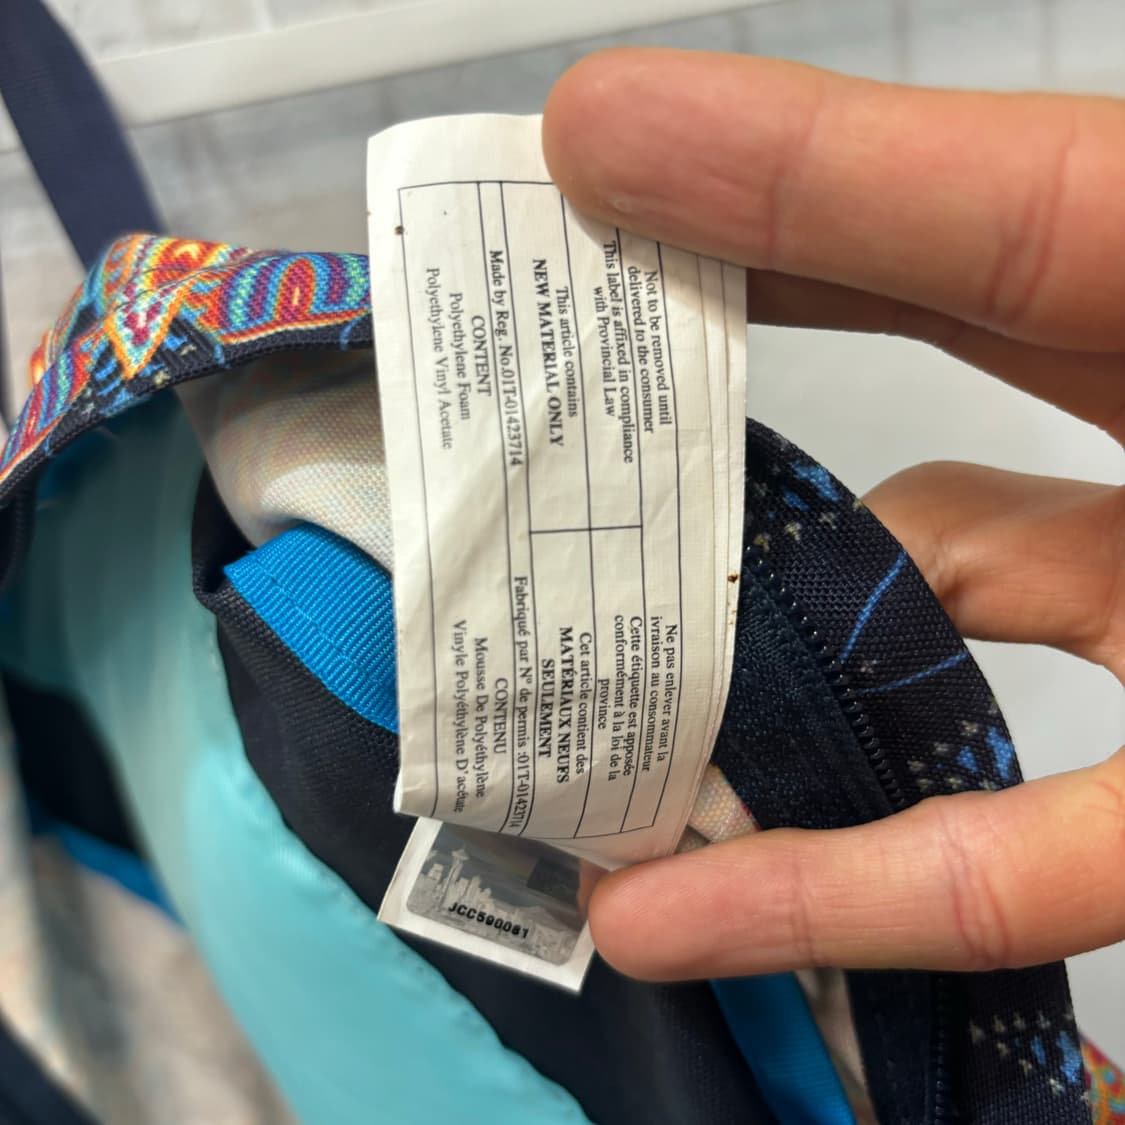 Not to be removed until
delivered to the consumer
This label is affixed in compliance
with Provincial Law
This article contains
NEW MATERIAL ONLY
Made by Reg. No.01T-01423714
CONTENT
Polyethylene Foam
Polyethylene Vinyl Acetate
Ne pas enlever avant la
ivraison au consommateur
Cette étiquette est apposée
conformément à la loi de la
province
Cet article contient des
MATÉRIAUX NEUFS
SEULEMENT
Fabriqué par N° de permis :01T-01423714
CONTENU
Mousse De Polyéthylène
Vinyle Polyéthylène D'acétate
JCC590081